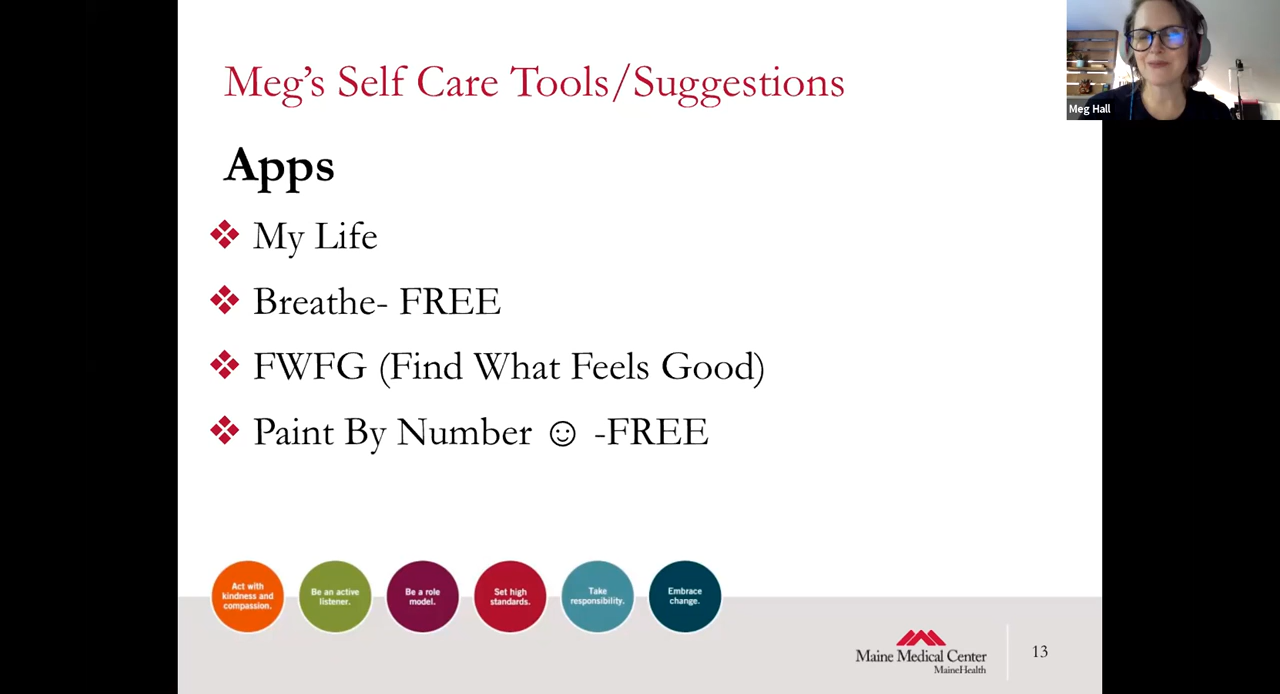 Meg's Self Care Tools/Suggestions
Meg Hall
Apps
❖ My Life
❖ Breathe- FREE
❖ FWFG (Find What Feels Good)
❖ Paint By Number ☺ -FREE
Act with
kindness and
compassion.
Be an active
listener.
Be a role
model.
Set high
standards.
Take
responsibility.
Embrace
change.
Maine Medical Center
MaineHealth
13